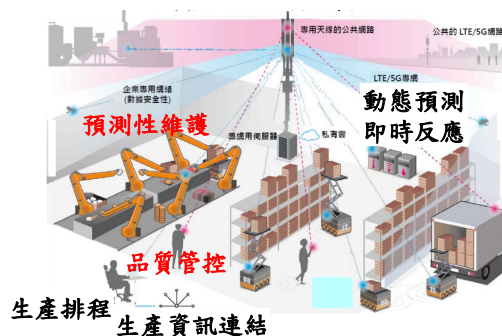 專用天線的公共網路
公共的 LTE/5G網路
企業專用網絡
(數據安全性)
LTE/5G專網
預測性維護
動態預測
即時反應
專網用伺服器
私有雲
品質管控
生產排程
生產資訊連結